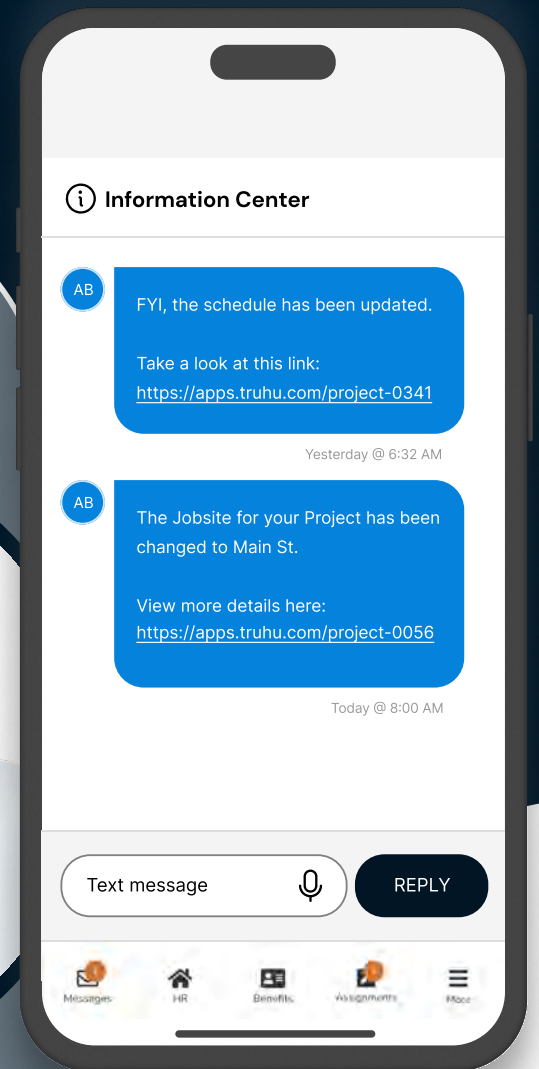 Information Center
AB
FYI, the schedule has been updated.
Take a look at this link:
https://apps.truhu.com/project-0341
Yesterday @ 6:32 AM
AB
The Jobsite for your Project has been
changed to Main St.
View more details here:
https://apps.truhu.com/project-0056
Today @ 8:00 AM
Text message
REPLY
Messages HR Benefits Assignments More